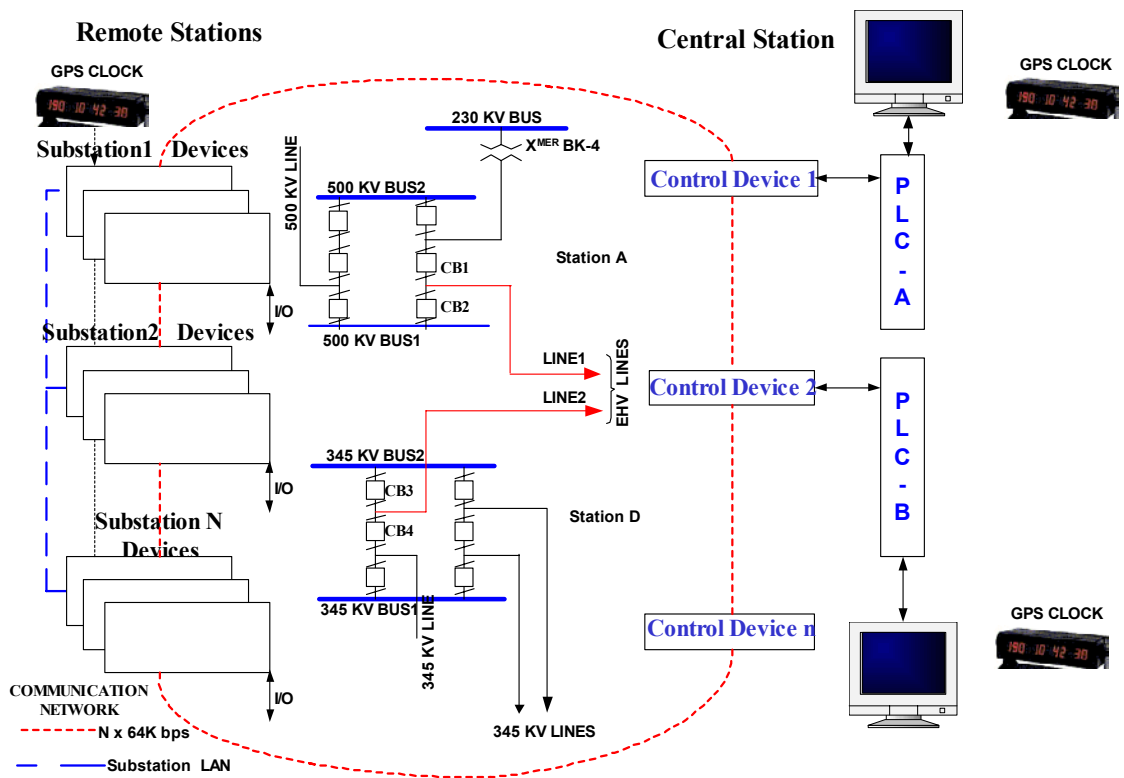 Remote Stations
Central Station
GPS CLOCK
190 10 42 38
GPS CLOCK
190 10 42 38
Substation1 Devices
I/O
Substation2 Devices
I/O
Substation N
Devices
I/O
COMMUNICATION
NETWORK
N x 64K bps
Substation LAN
230 KV BUS
XMER BK-4
500 KV LINE
500 KV BUS2
CB1
CB2
500 KV BUS1
Station A
LINE1
LINE2
EHV LINES
345 KV BUS2
CB3
CB4
345 KV BUS1
345 KV LINE
Station D
345 KV LINES
Control Device 1
PLC-A
Control Device 2
PLC-B
Control Device n
GPS CLOCK
190 10 42 38